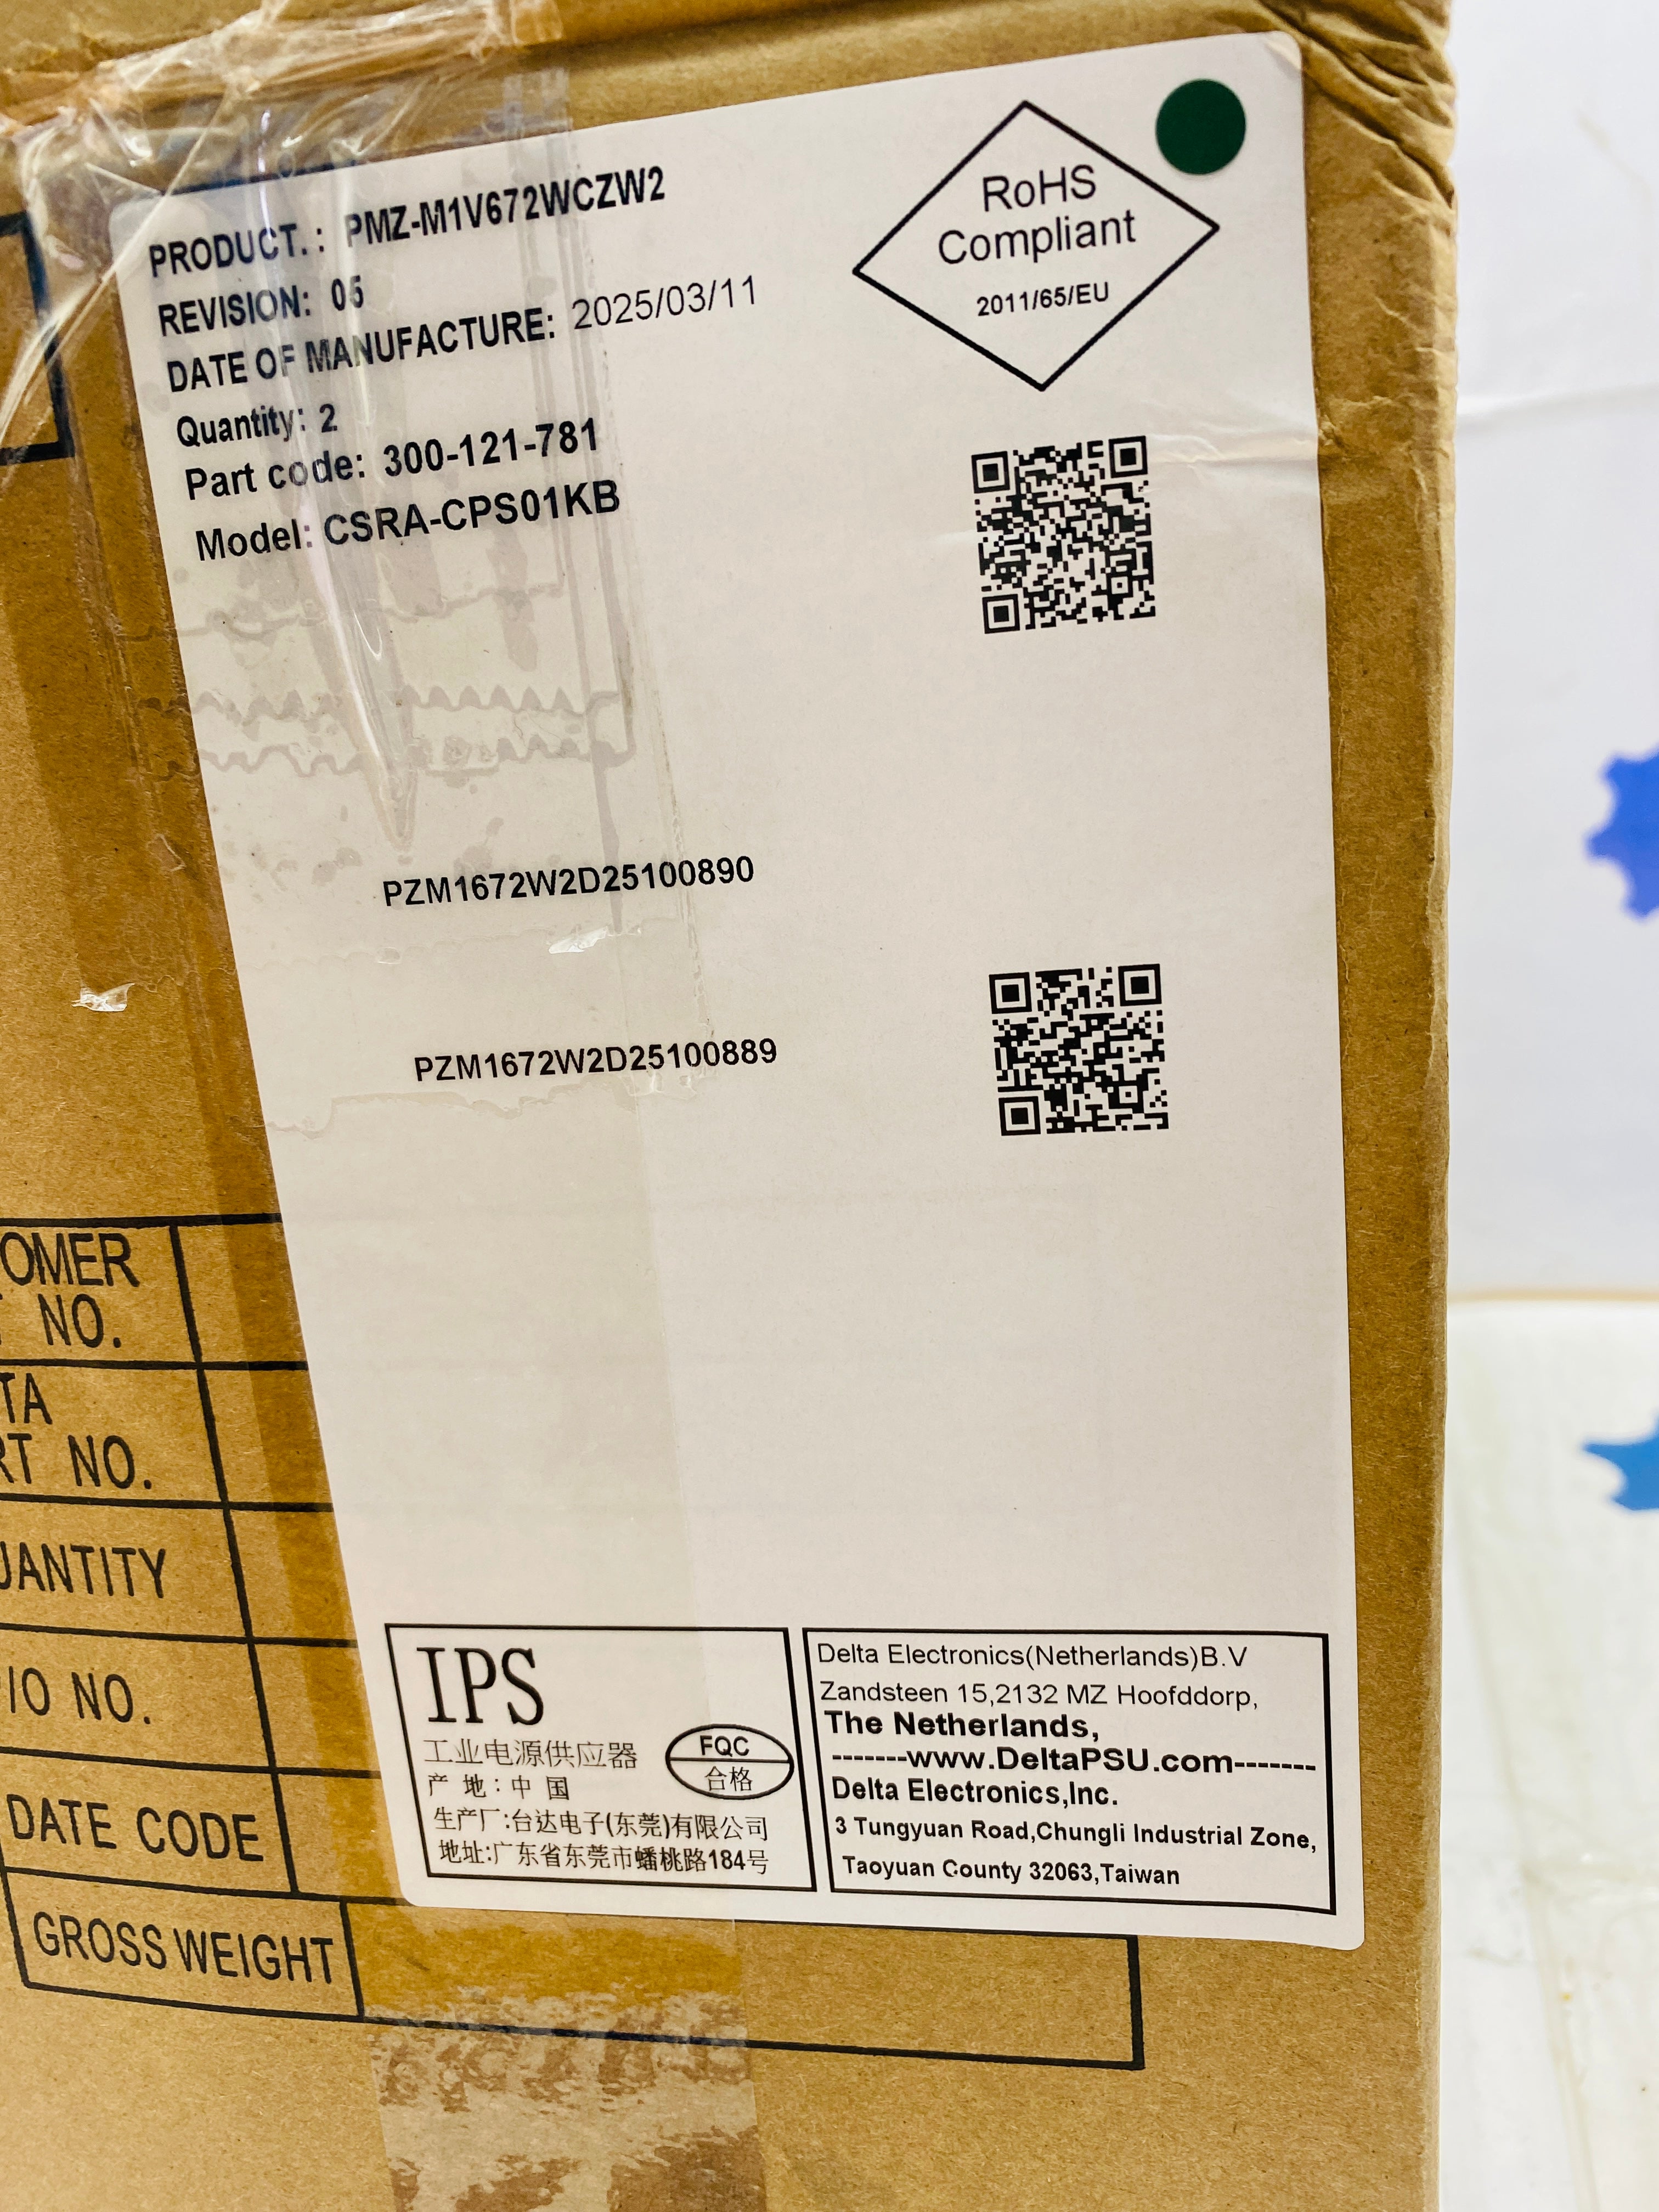 PRODUCT. : PMZ-M1V672WCZW2
REVISION: 05
DATE OF MANUFACTURE: 2025/03/11
Quantity: 2
Part code: 300-121-781
Model: CSRA-CPS01KB
RoHS
Compliant
2011/65/EU
PZM1672W2D25100890
PZM1672W2D25100889
OMER
NO.
TA
RT NO.
UANTITY
/O NO.
DATE CODE
GROSS WEIGHT
IPS
工业电源供应器
产 地:中 国
生产厂:台达电子(东莞)有限公司
地址:广东省东莞市蟠桃路184号
FQC
合格
Delta Electronics(Netherlands)B.V
Zandsteen 15,2132 MZ Hoofddorp,
The Netherlands,
-------www.DeltaPSU.com-------
Delta Electronics,Inc.
3 Tungyuan Road,Chungli Industrial Zone,
Taoyuan County 32063,Taiwan